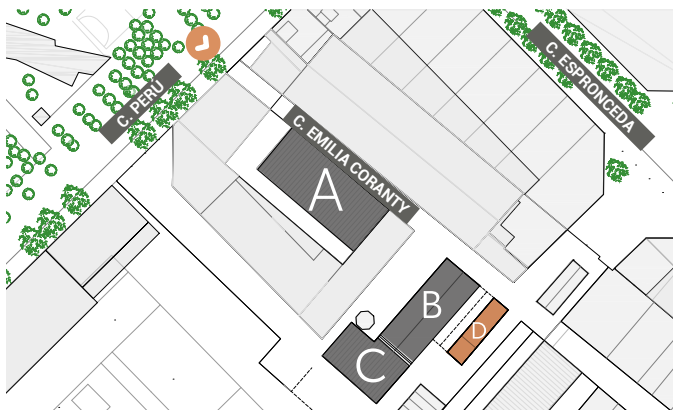 D
C. PERU
C. ESPRONCEDA
C. EMILIA CORANTY
A
B
D
C